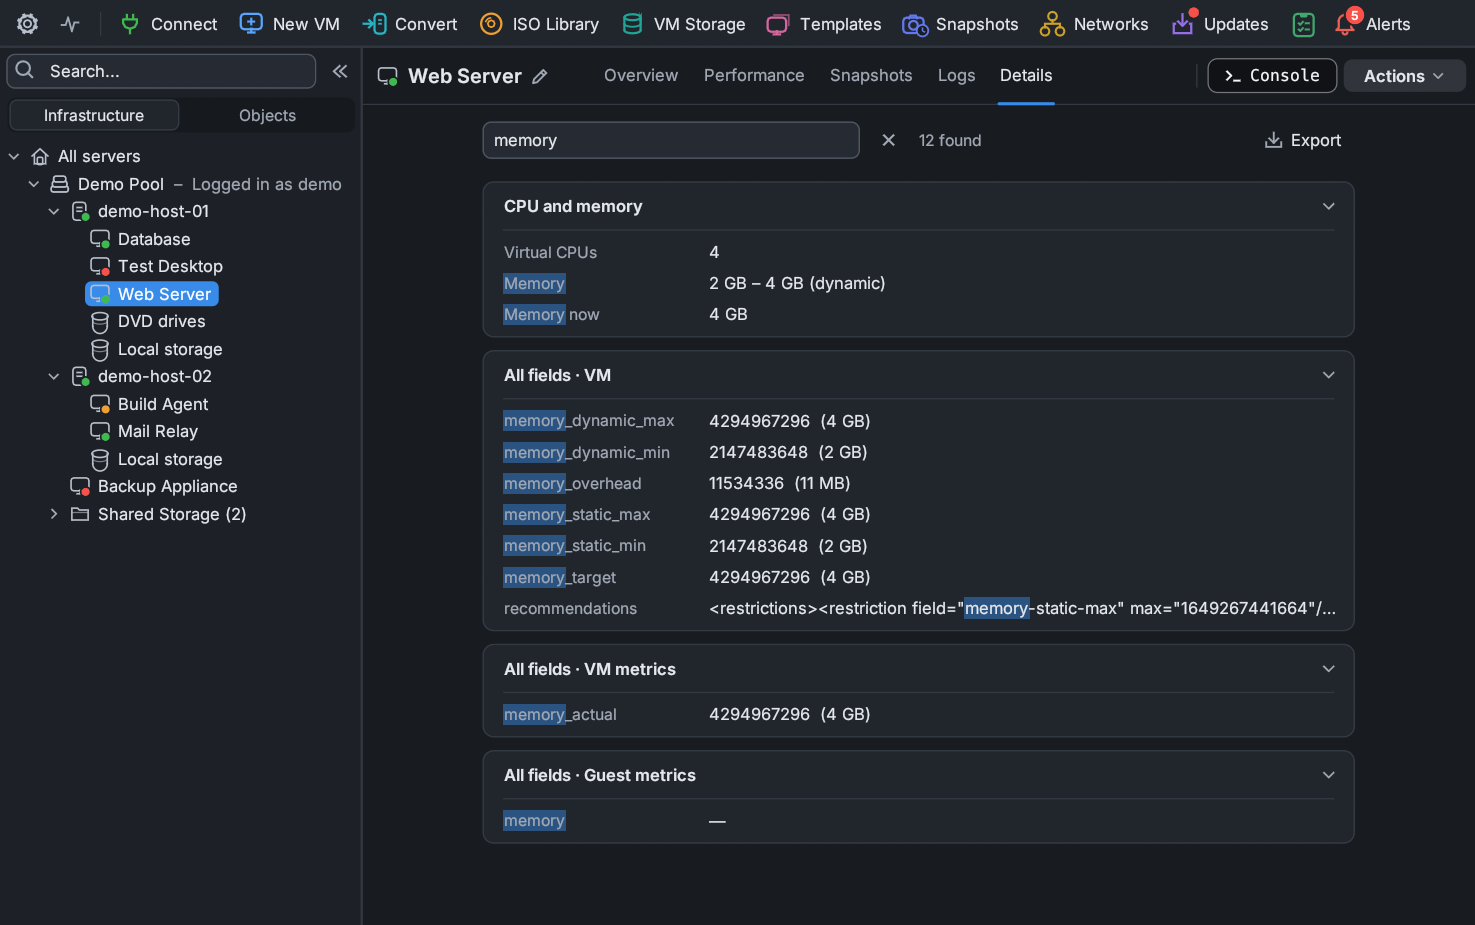 Connect
New VM
Convert
ISO Library
VM Storage
Templates
Snapshots
Networks
Updates
5
Alerts
Search...
Infrastructure
Objects
All servers
Demo Pool – Logged in as demo
demo-host-01
Database
Test Desktop
Web Server
DVD drives
Local storage
demo-host-02
Build Agent
Mail Relay
Local storage
Backup Appliance
Shared Storage (2)
Web Server
Overview
Performance
Snapshots
Logs
Details
>_ Console
Actions
memory
12 found
Export
CPU and memory
Virtual CPUs 4
Memory 2 GB – 4 GB (dynamic)
Memory now 4 GB
All fields · VM
memory_dynamic_max 4294967296 (4 GB)
memory_dynamic_min 2147483648 (2 GB)
memory_overhead 11534336 (11 MB)
memory_static_max 4294967296 (4 GB)
memory_static_min 2147483648 (2 GB)
memory_target 4294967296 (4 GB)
recommendations <restrictions><restriction field="memory-static-max" max="1649267441664"/...
All fields · VM metrics
memory_actual 4294967296 (4 GB)
All fields · Guest metrics
memory —